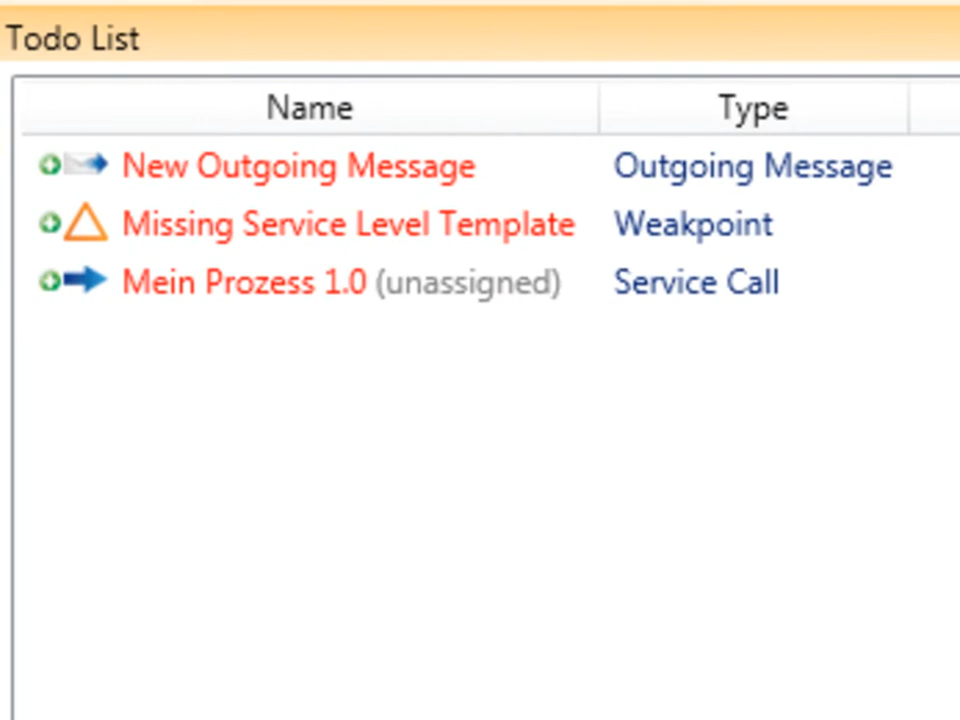 Todo List
Name Type
New Outgoing Message Outgoing Message
Missing Service Level Template Weakpoint
Mein Prozess 1.0 (unassigned) Service Call